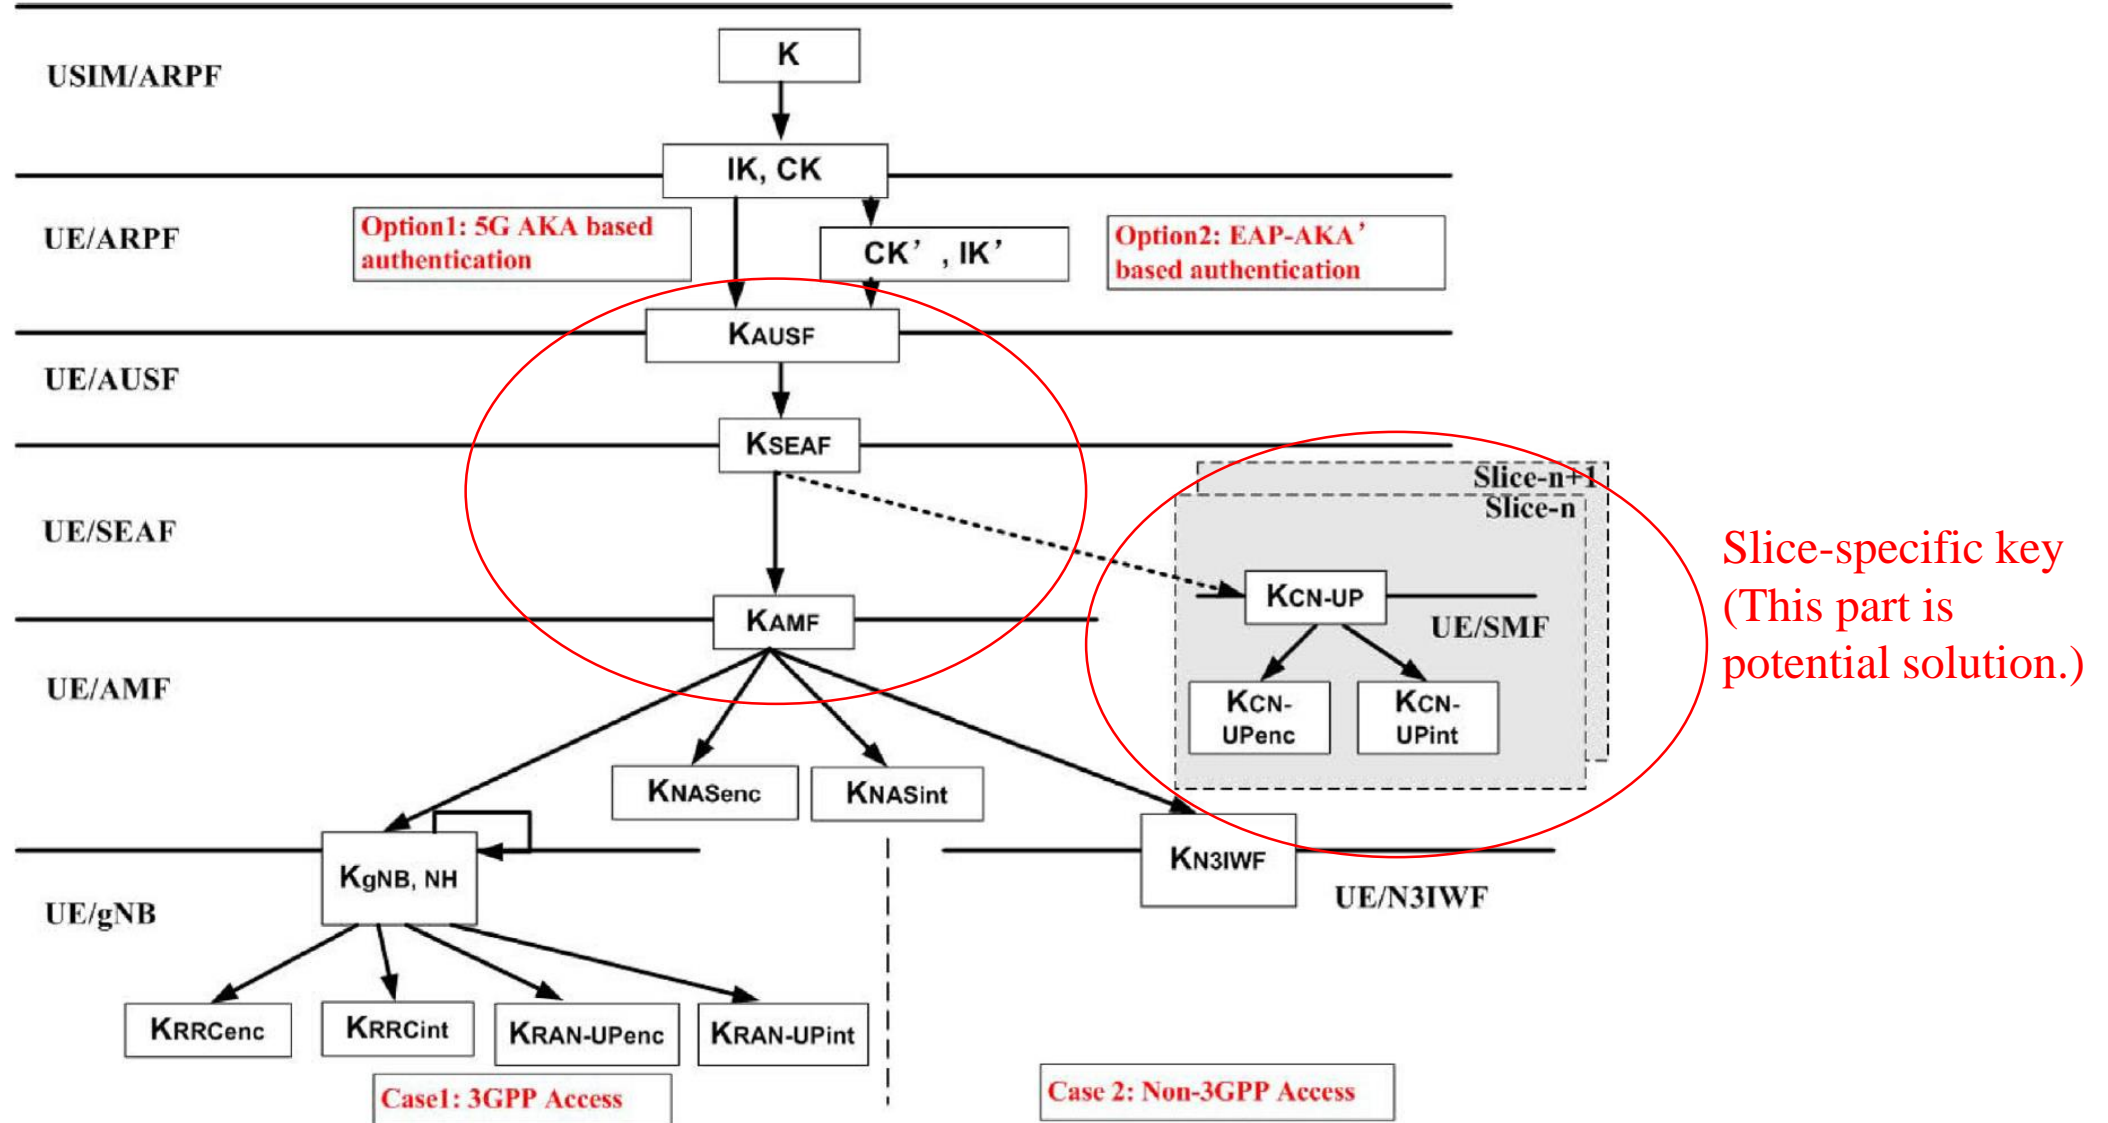 K
USIM/ARPF
IK, CK
UE/ARPF
Option1: 5G AKA based
authentication
CK’ , IK’
Option2: EAP-AKA’
based authentication
KAUSF
UE/AUSF
KSEAF
Slice-n+1
Slice-n
UE/SEAF
Slice-specific key
(This part is
potential solution.)
KCN-UP
KAMF
UE/SMF
UE/AMF
KCN-
UPenc
KCN-
UPint
KNASenc
KNASint
KgNB, NH
KN3IWF
UE/gNB
UE/N3IWF
KRRCenc
KRRCint
KRAN-UPenc
KRAN-UPint
Case1: 3GPP Access
Case 2: Non-3GPP Access